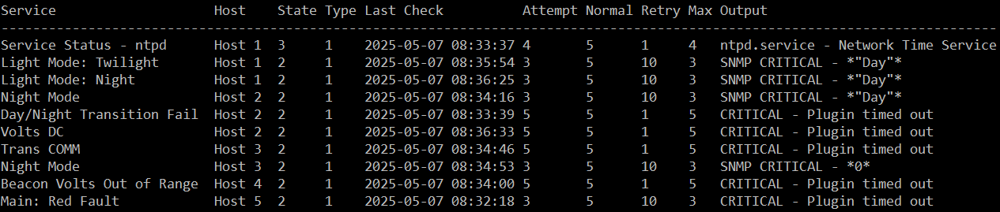 Service Host State Type Last Check Attempt Normal Retry Max Output
------------------------------------------------------------------------------------------------------------------------------
Service Status - ntpd Host 1 3 1 2025-05-07 08:33:37 4 5 1 4 ntpd.service - Network Time Service
Light Mode: Twilight Host 1 2 1 2025-05-07 08:35:54 3 5 10 3 SNMP CRITICAL - *"Day"*
Light Mode: Night Host 1 2 1 2025-05-07 08:36:25 3 5 10 3 SNMP CRITICAL - *"Day"*
Night Mode Host 2 2 1 2025-05-07 08:34:16 3 5 10 3 SNMP CRITICAL - *"Day"*
Day/Night Transition Fail Host 2 2 1 2025-05-07 08:33:39 5 5 1 5 CRITICAL - Plugin timed out
Volts DC Host 2 2 1 2025-05-07 08:36:33 5 5 1 5 CRITICAL - Plugin timed out
Trans COMM Host 3 2 1 2025-05-07 08:34:46 5 5 1 5 CRITICAL - Plugin timed out
Night Mode Host 3 2 1 2025-05-07 08:34:53 3 5 10 3 SNMP CRITICAL - *0*
Beacon Volts Out of Range Host 4 2 1 2025-05-07 08:34:00 5 5 1 5 CRITICAL - Plugin timed out
Main: Red Fault Host 5 2 1 2025-05-07 08:32:18 3 5 10 3 CRITICAL - Plugin timed out